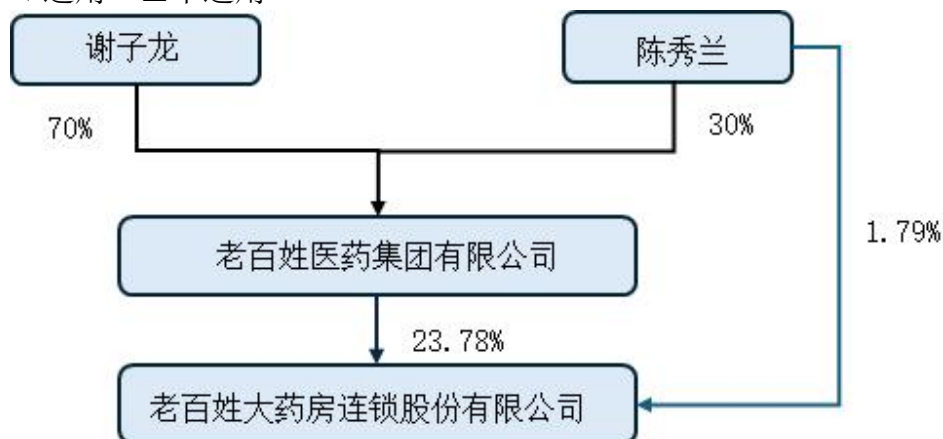 谢子龙
陈秀兰
70%
30%
1.79%
老百姓医药集团有限公司
23.78%
老百姓大药房连锁股份有限公司